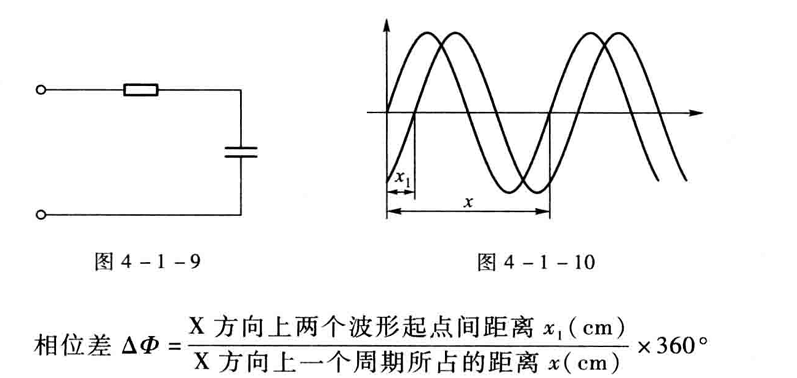 x₁
x
图 4-1-9
图 4-1-10
相位差 ΔΦ = X 方向上两个波形起点间距离 x₁(cm) / X 方向上一个周期所占的距离 x(cm) × 360°